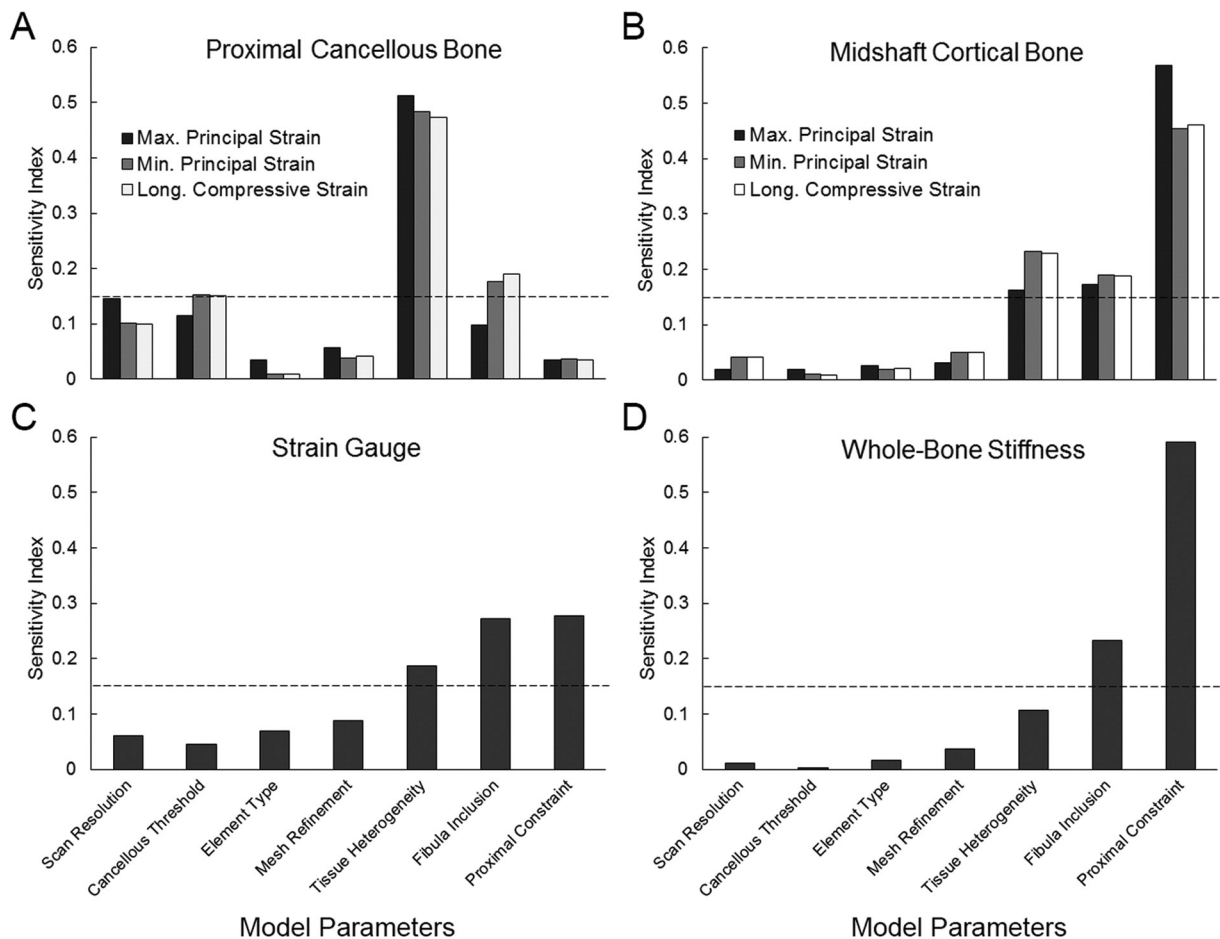 A
Proximal Cancellous Bone
0.6
0.5
0.4
0.3
0.2
0.1
0
Sensitivity Index
Max. Principal Strain
Min. Principal Strain
Long. Compressive Strain
B
Midshaft Cortical Bone
0.6
0.5
0.4
0.3
0.2
0.1
0
Sensitivity Index
Max. Principal Strain
Min. Principal Strain
Long. Compressive Strain
C
Strain Gauge
0.6
0.5
0.4
0.3
0.2
0.1
0
Sensitivity Index
Scan Resolution
Cancellous Threshold
Element Type
Mesh Refinement
Tissue Heterogeneity
Fibula Inclusion
Proximal Constraint
Model Parameters
D
Whole-Bone Stiffness
0.6
0.5
0.4
0.3
0.2
0.1
0
Sensitivity Index
Scan Resolution
Cancellous Threshold
Element Type
Mesh Refinement
Tissue Heterogeneity
Fibula Inclusion
Proximal Constraint
Model Parameters